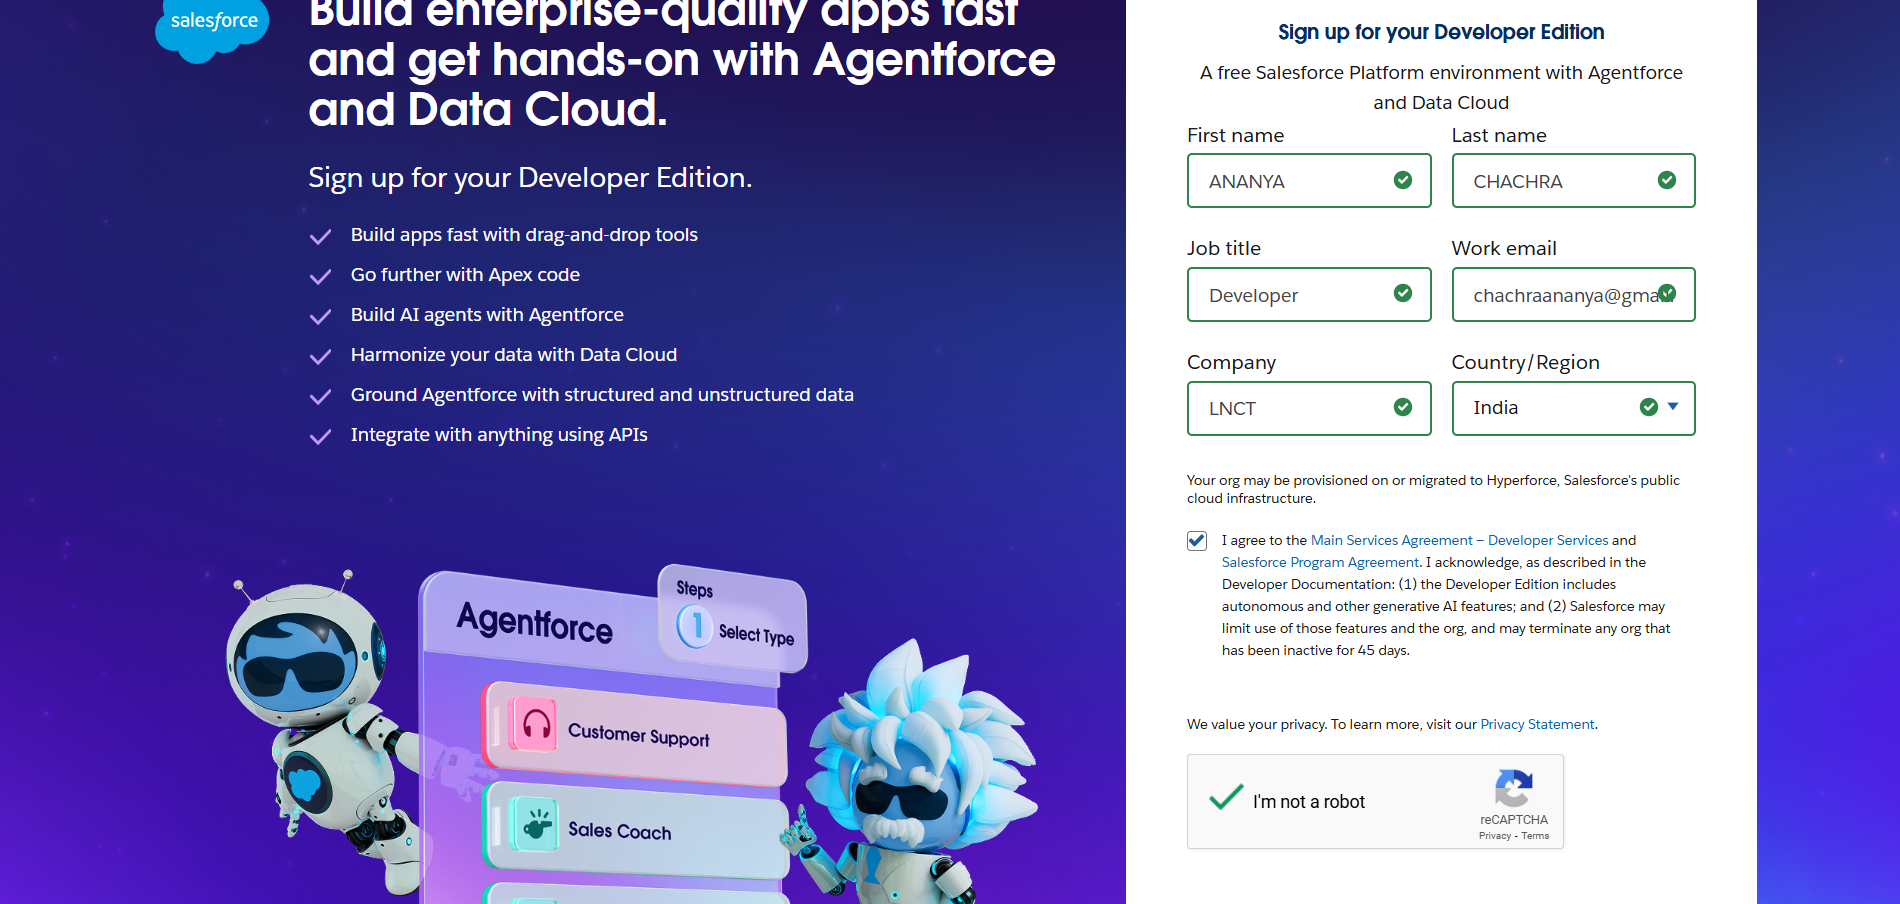 salesforce
Build enterprise-quality apps fast
and get hands-on with Agentforce
and Data Cloud.
Sign up for your Developer Edition.
Build apps fast with drag-and-drop tools
Go further with Apex code
Build AI agents with Agentforce
Harmonize your data with Data Cloud
Ground Agentforce with structured and unstructured data
Integrate with anything using APIs
Agentforce
Steps
1 Select Type
Customer Support
Sales Coach
Sign up for your Developer Edition
A free Salesforce Platform environment with Agentforce
and Data Cloud
First name
Last name
ANANYA
CHACHRA
Job title
Work email
Developer
chachraananya@gmail
Company
Country/Region
LNCT
India
Your org may be provisioned on or migrated to Hyperforce, Salesforce's public
cloud infrastructure.
I agree to the Main Services Agreement – Developer Services and
Salesforce Program Agreement. I acknowledge, as described in the
Developer Documentation: (1) the Developer Edition includes
autonomous and other generative AI features; and (2) Salesforce may
limit use of those features and the org, and may terminate any org that
has been inactive for 45 days.
We value your privacy. To learn more, visit our Privacy Statement.
I'm not a robot
reCAPTCHA
Privacy - Terms